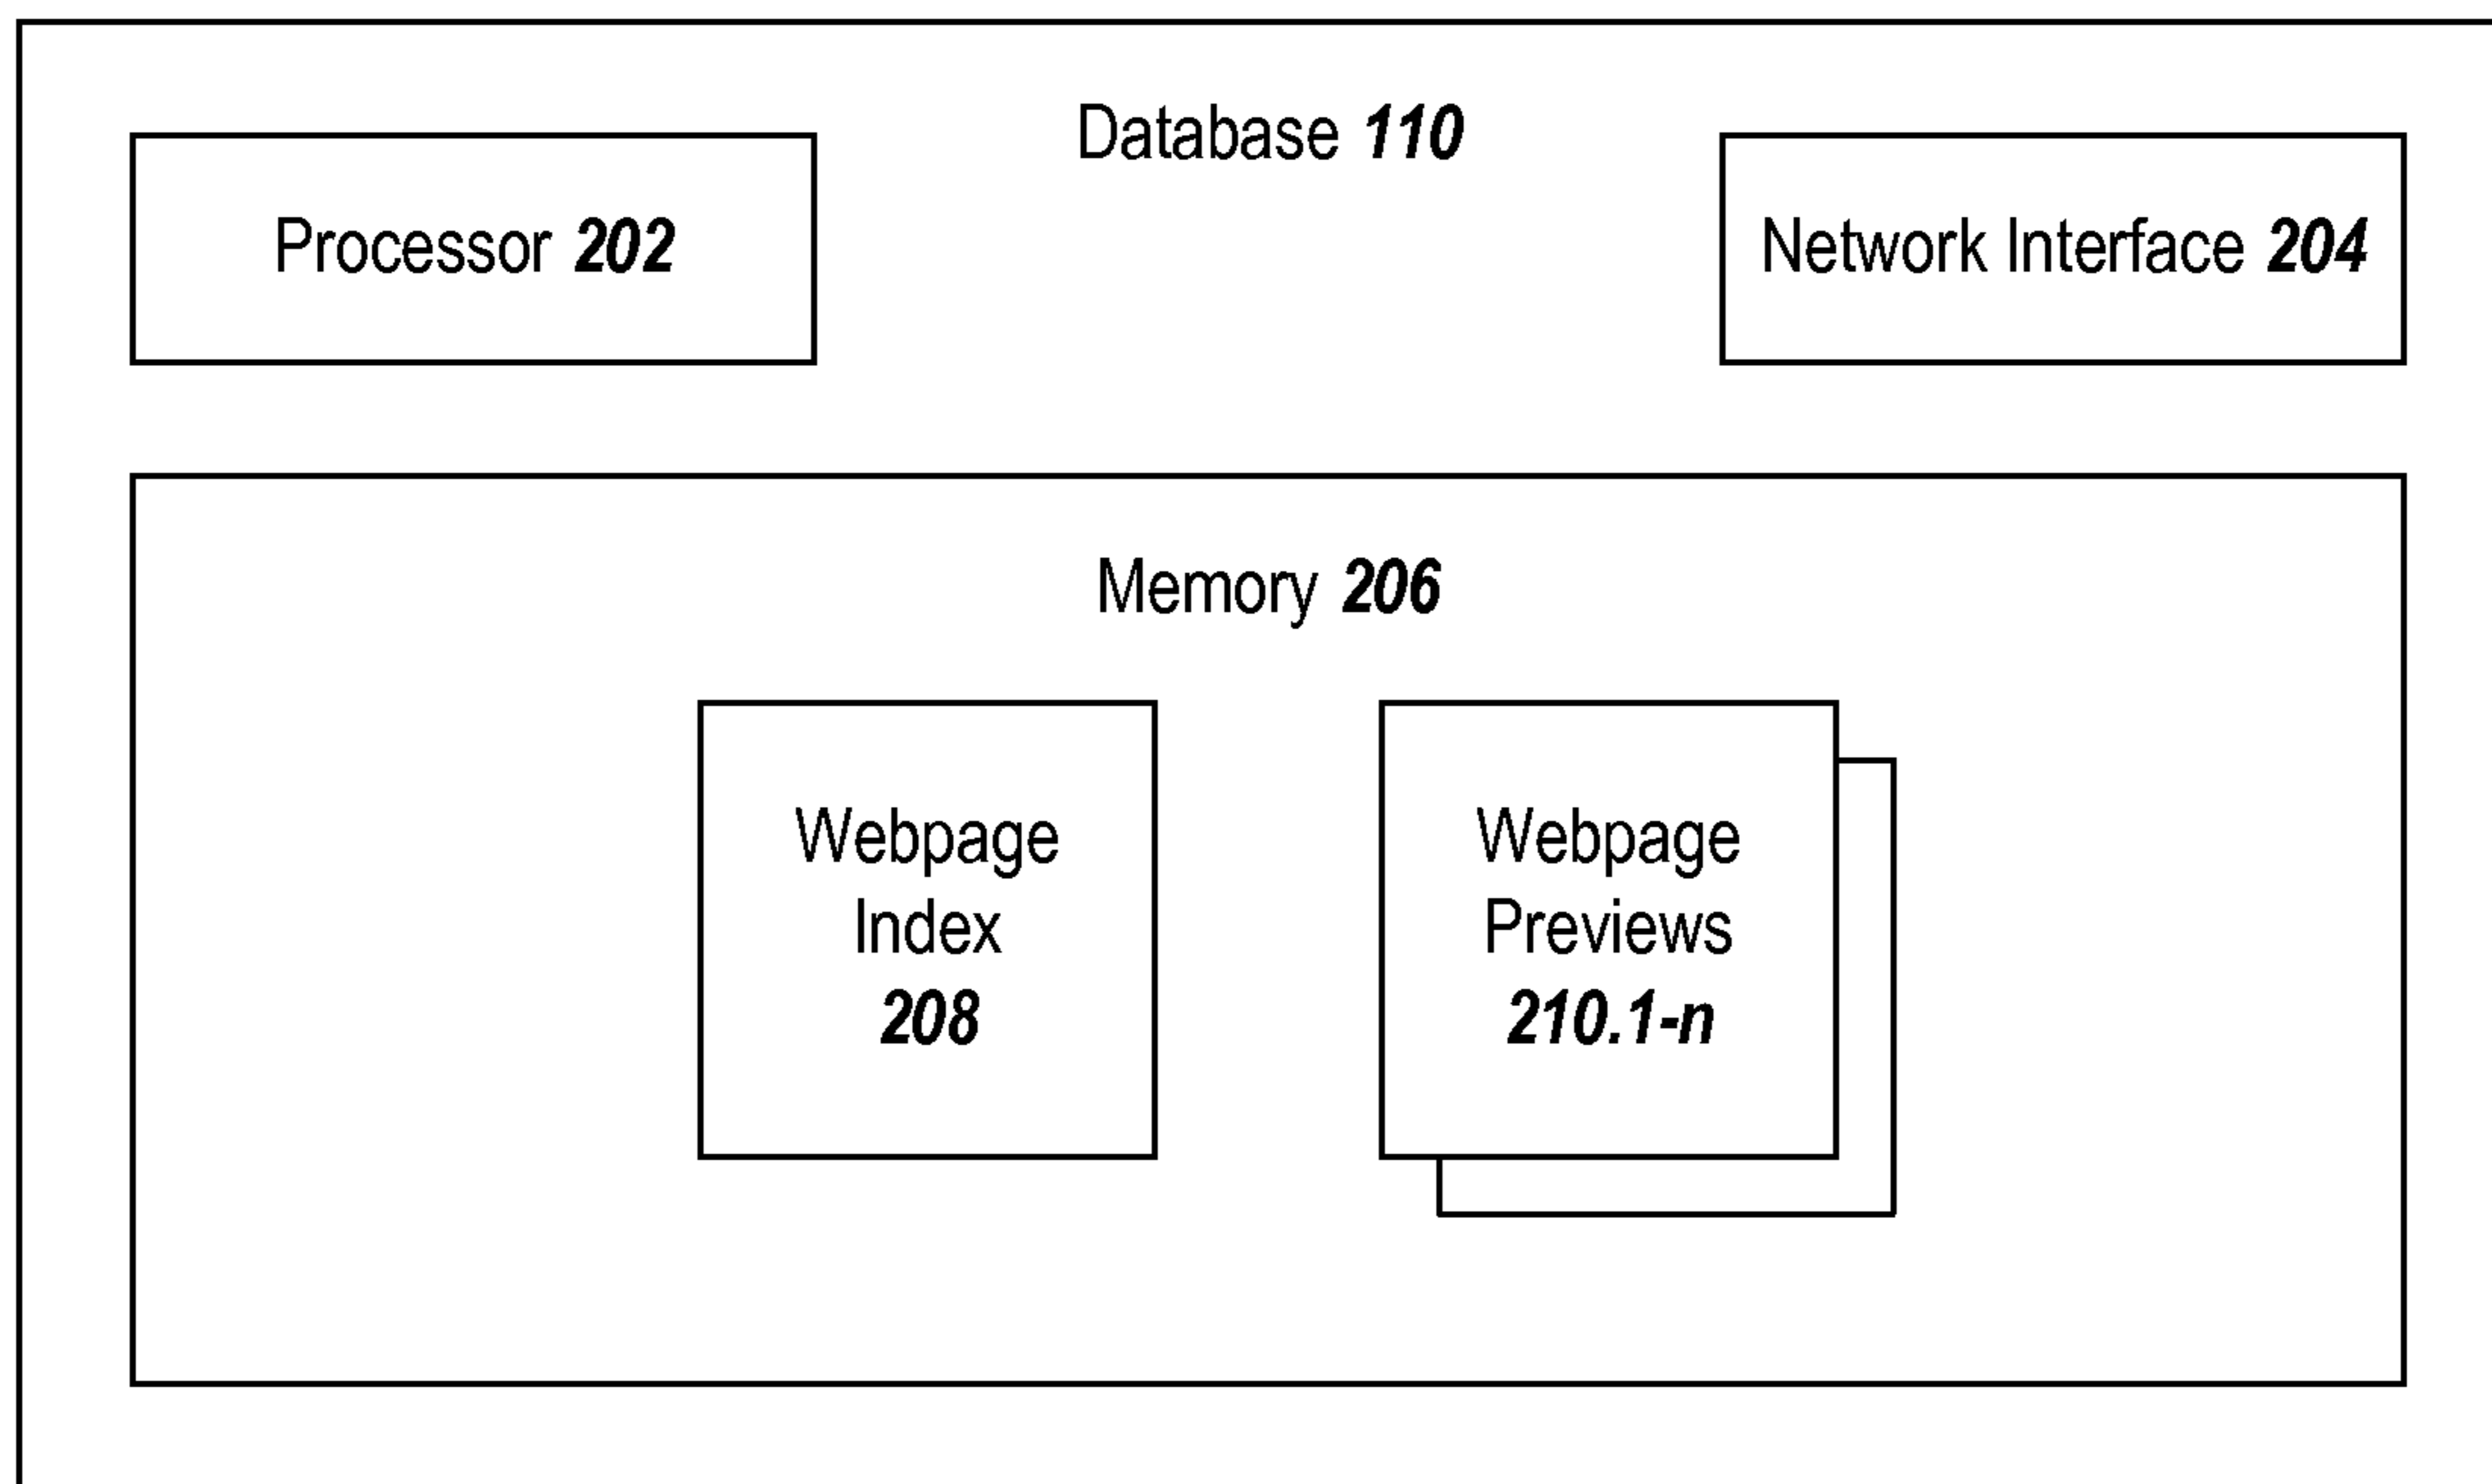 Database 110
Processor 202
Network Interface 204
Memory 206
Webpage
Index
208
Webpage
Previews
210.1-n